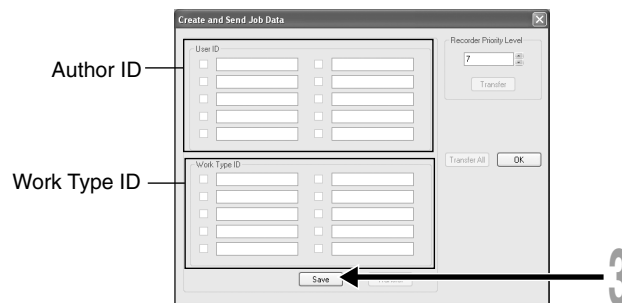 Create and Send Job Data
User ID
Recorder Priority Level
7
Transfer
Author ID
Work Type ID
Transfer All
OK
Work Type ID
Save
3